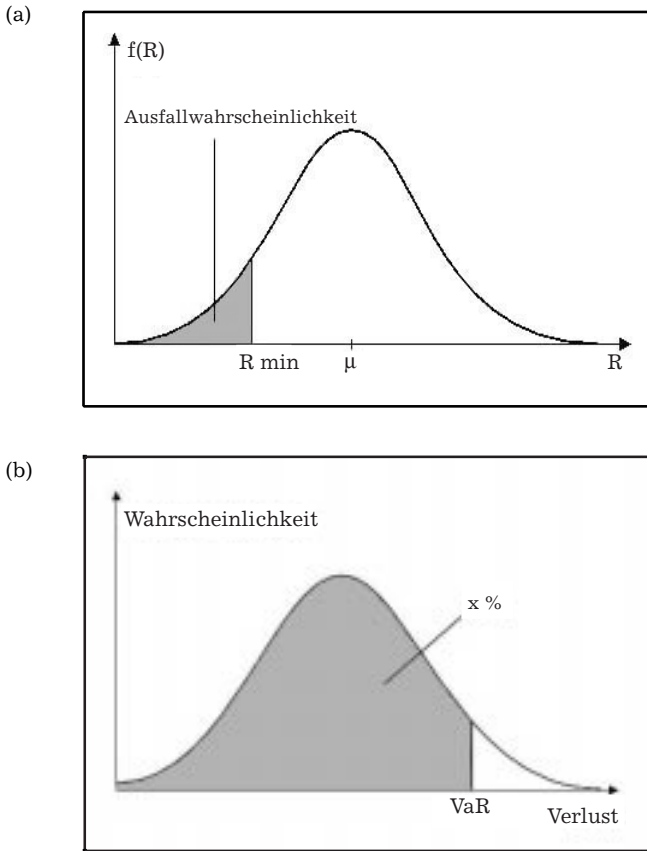 (a)
f(R)
Ausfallwahrscheinlichkeit
R min
μ
R
(b)
Wahrscheinlichkeit
x %
VaR
Verlust